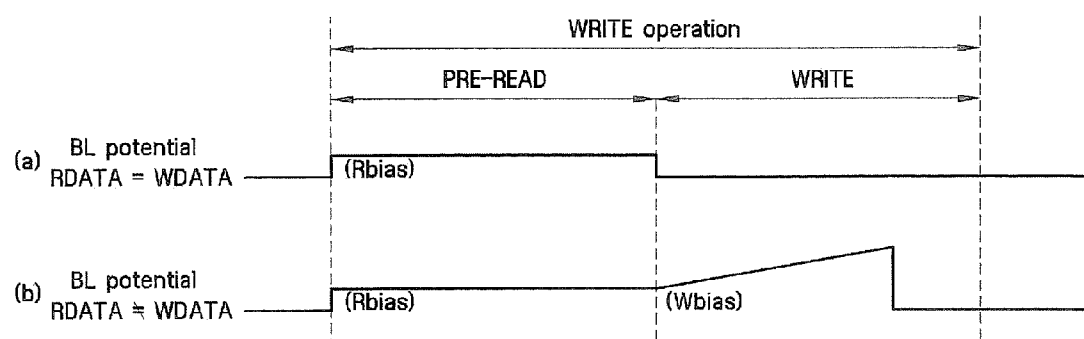 WRITE operation
PRE-READ
WRITE
(a) BL potential
RDATA = WDATA
(Rbias)
(b) BL potential
RDATA ≒ WDATA
(Rbias)
(Wbias)